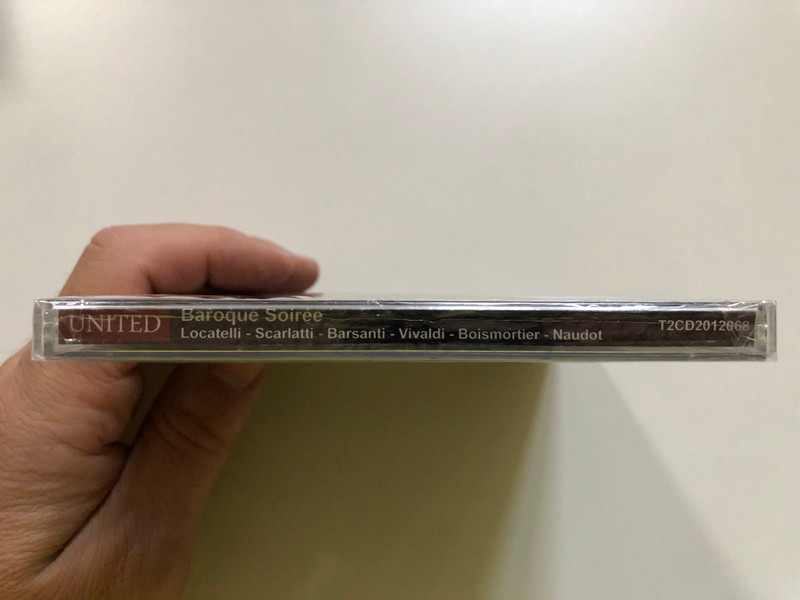 UNITED
Baroque Soirée
Locatelli - Scarlatti - Barsanti - Vivaldi - Boismortier - Naudot
T2CD2012068